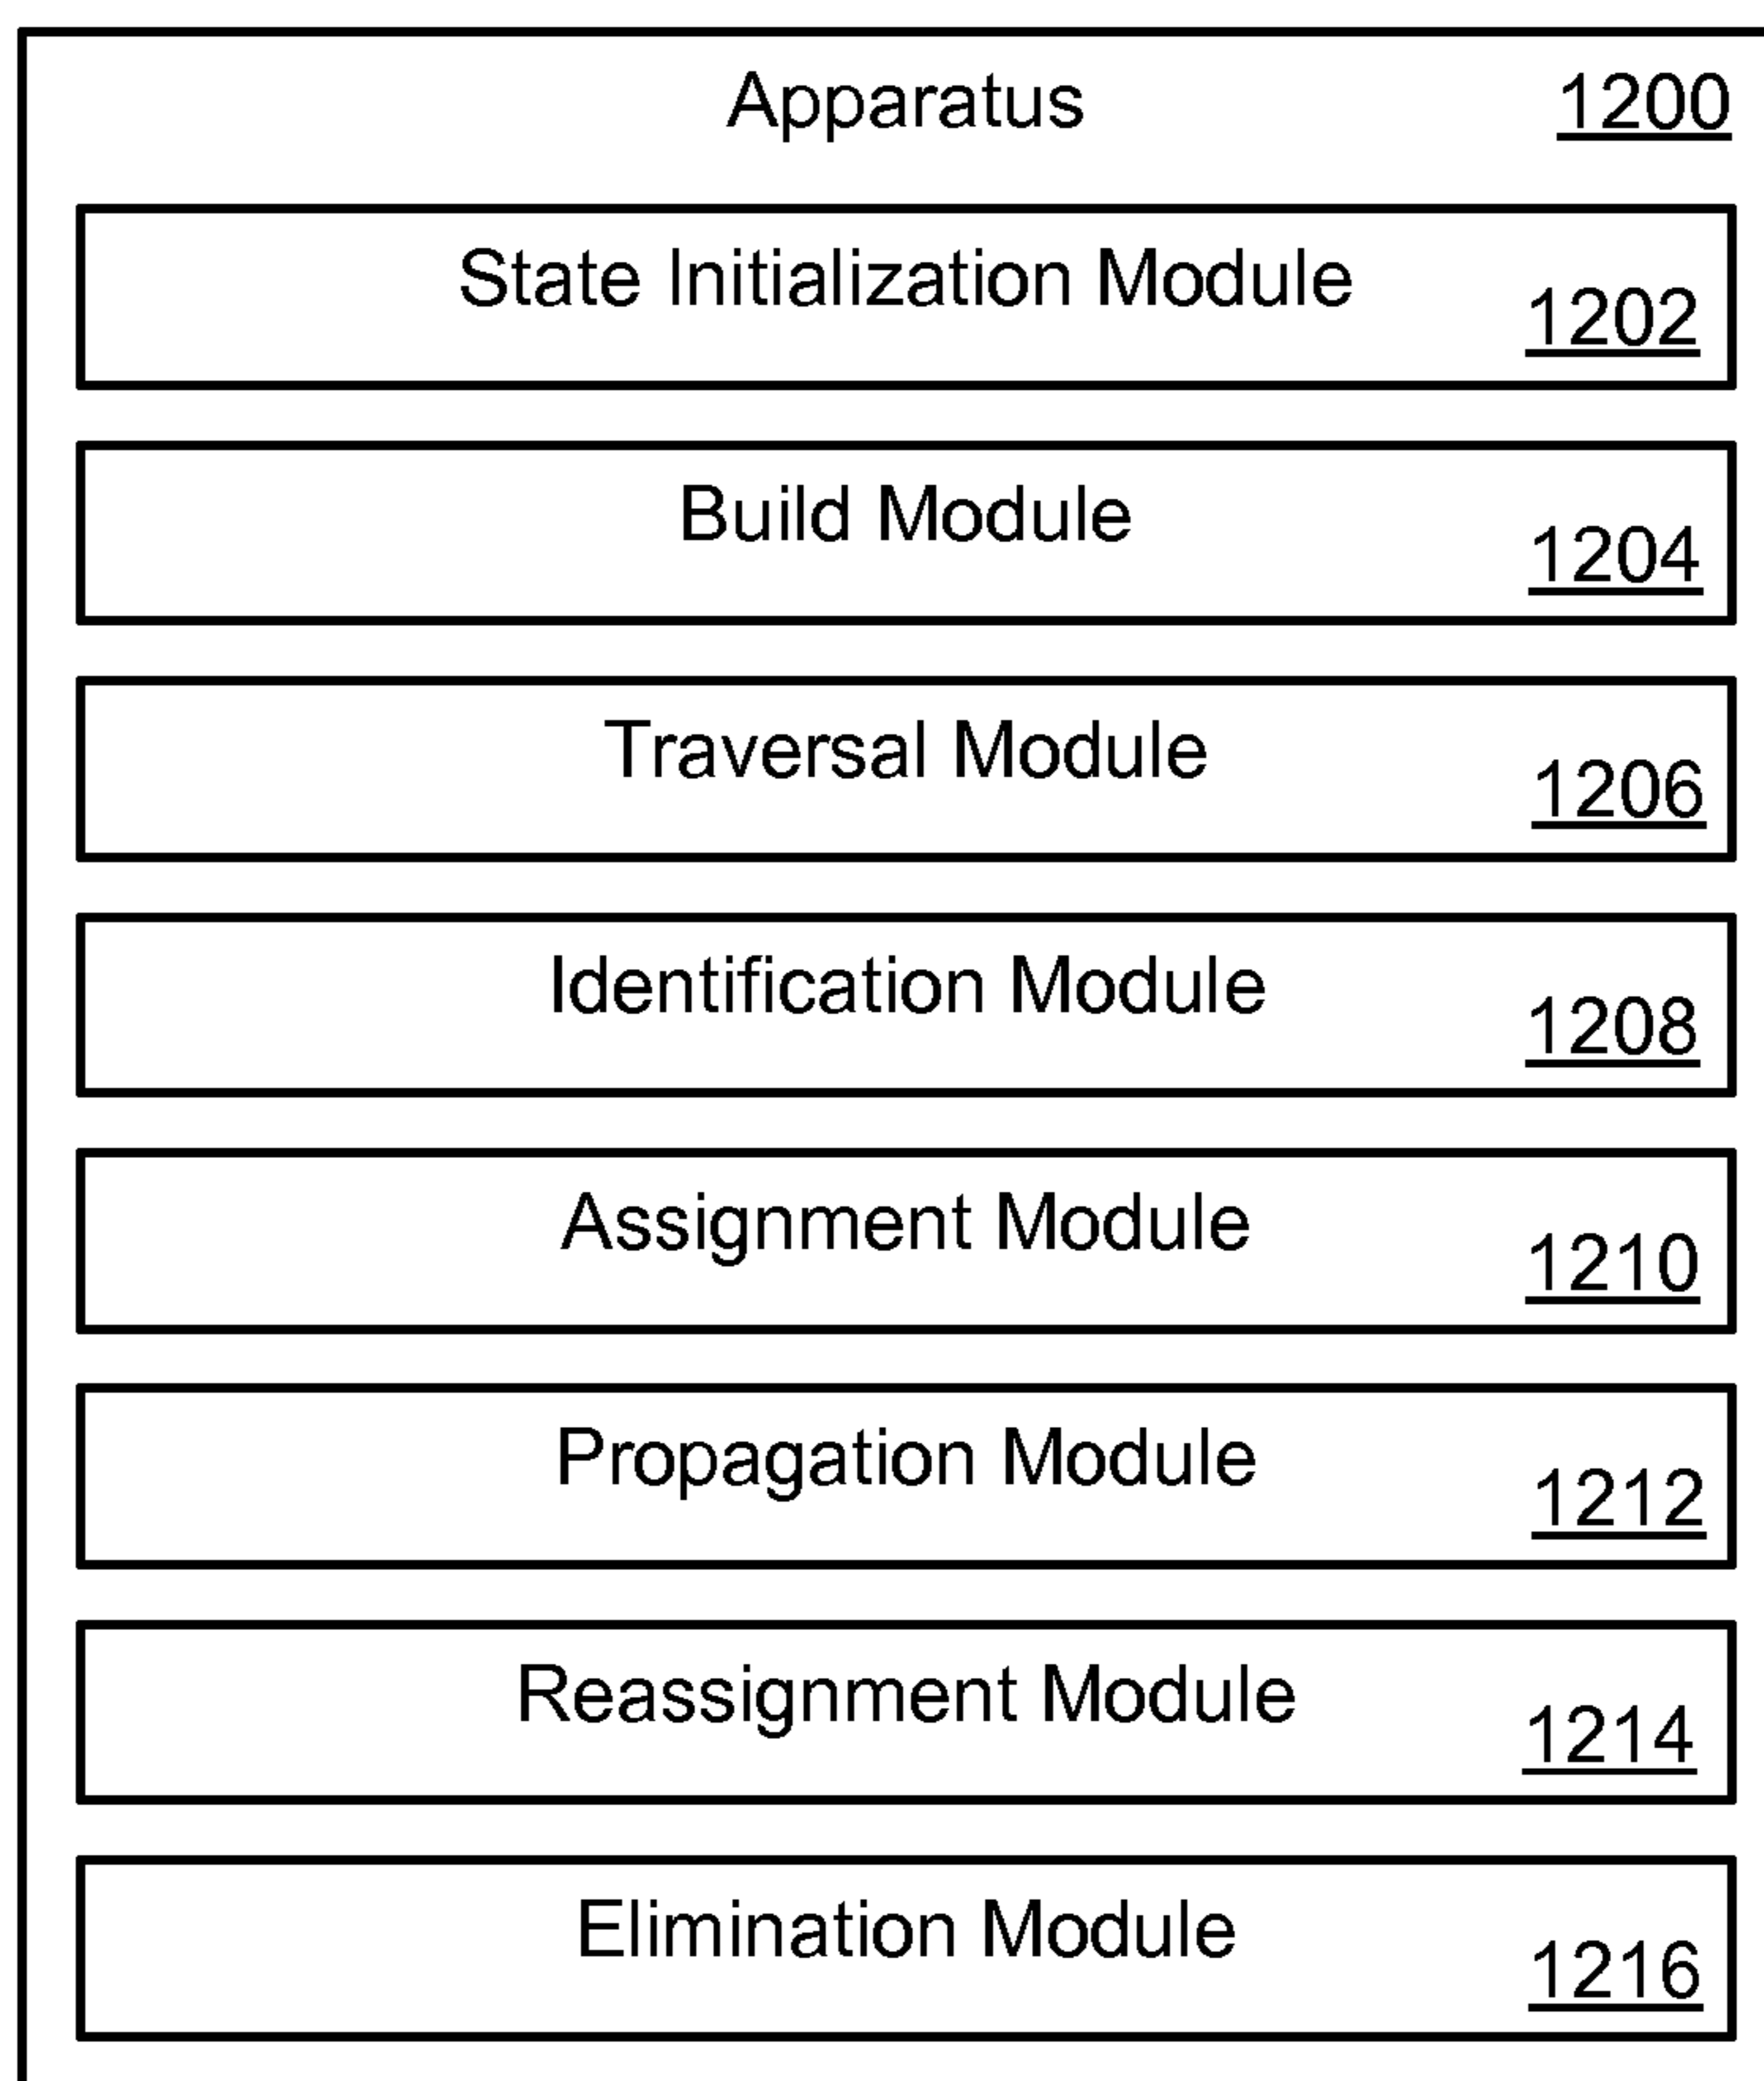 Apparatus 1200
State Initialization Module
1202
Build Module
1204
Traversal Module
1206
Identification Module
1208
Assignment Module
1210
Propagation Module
1212
Reassignment Module
1214
Elimination Module
1216